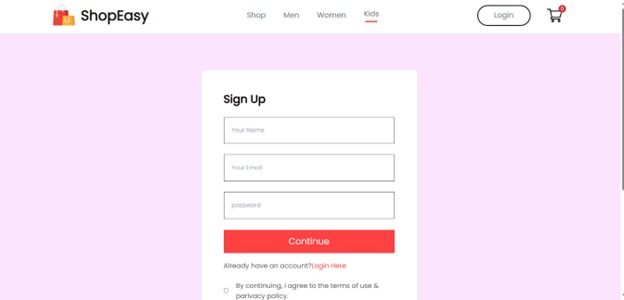 ShopEasy
Shop
Men
Women
Kids
Login
0
Sign Up
Your Name
Your Email
password
Continue
Already have an account?Login Here
By continuing, i agree to the terms of use &
parivacy policy.